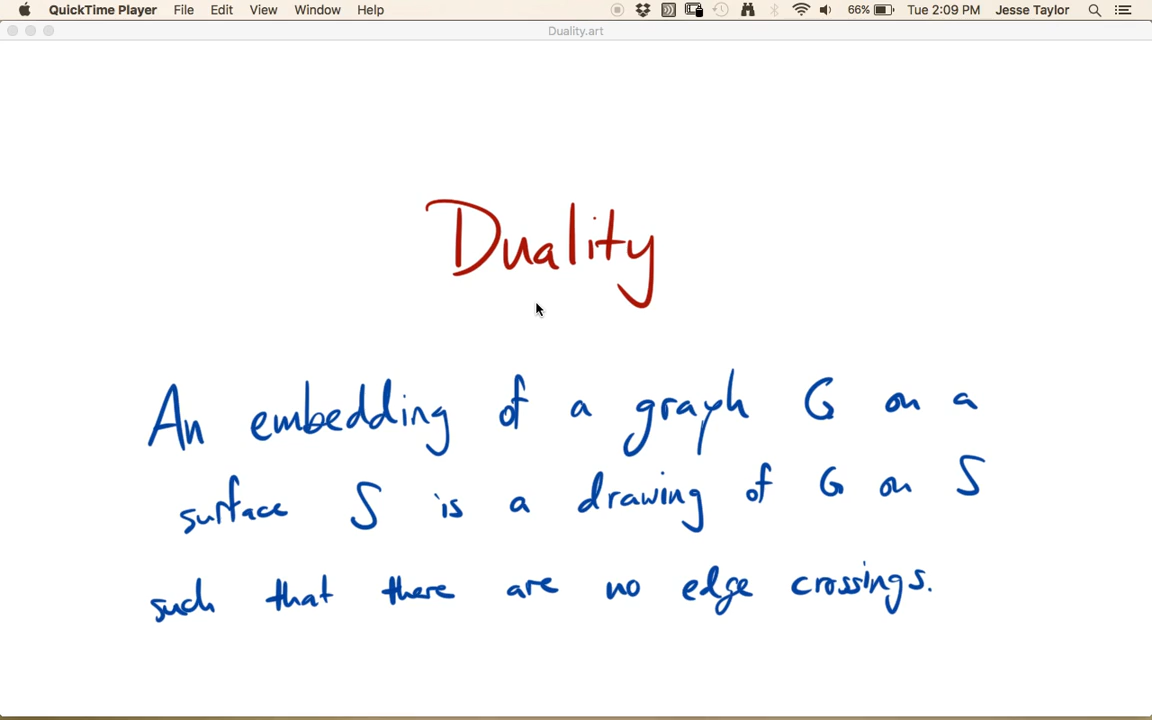 QuickTime Player File Edit View Window Help 66% Tue 2:09 PM Jesse Taylor
Duality.art
Duality
An embedding of a graph G on a
surface S is a drawing of G on S
such that there are no edge crossings.